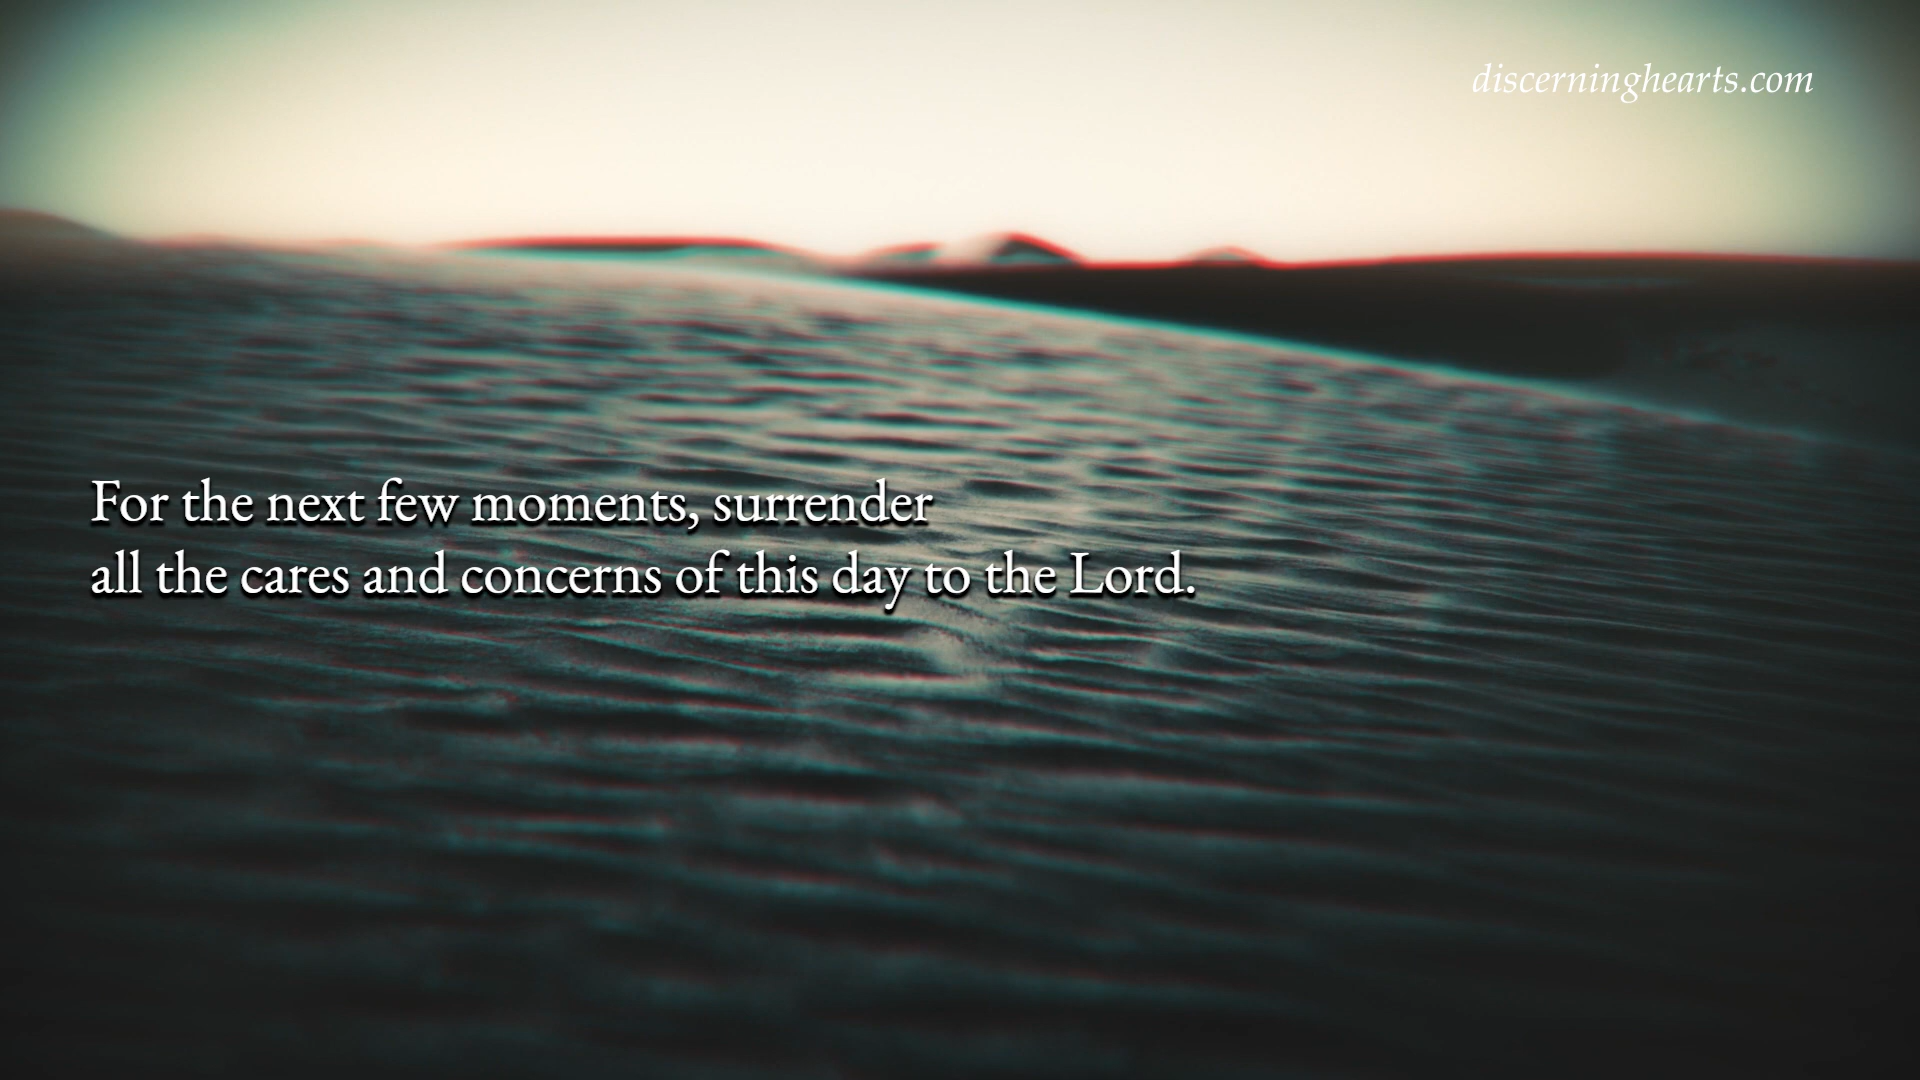 discerninghearts.com
For the next few moments, surrender
all the cares and concerns of this day to the Lord.